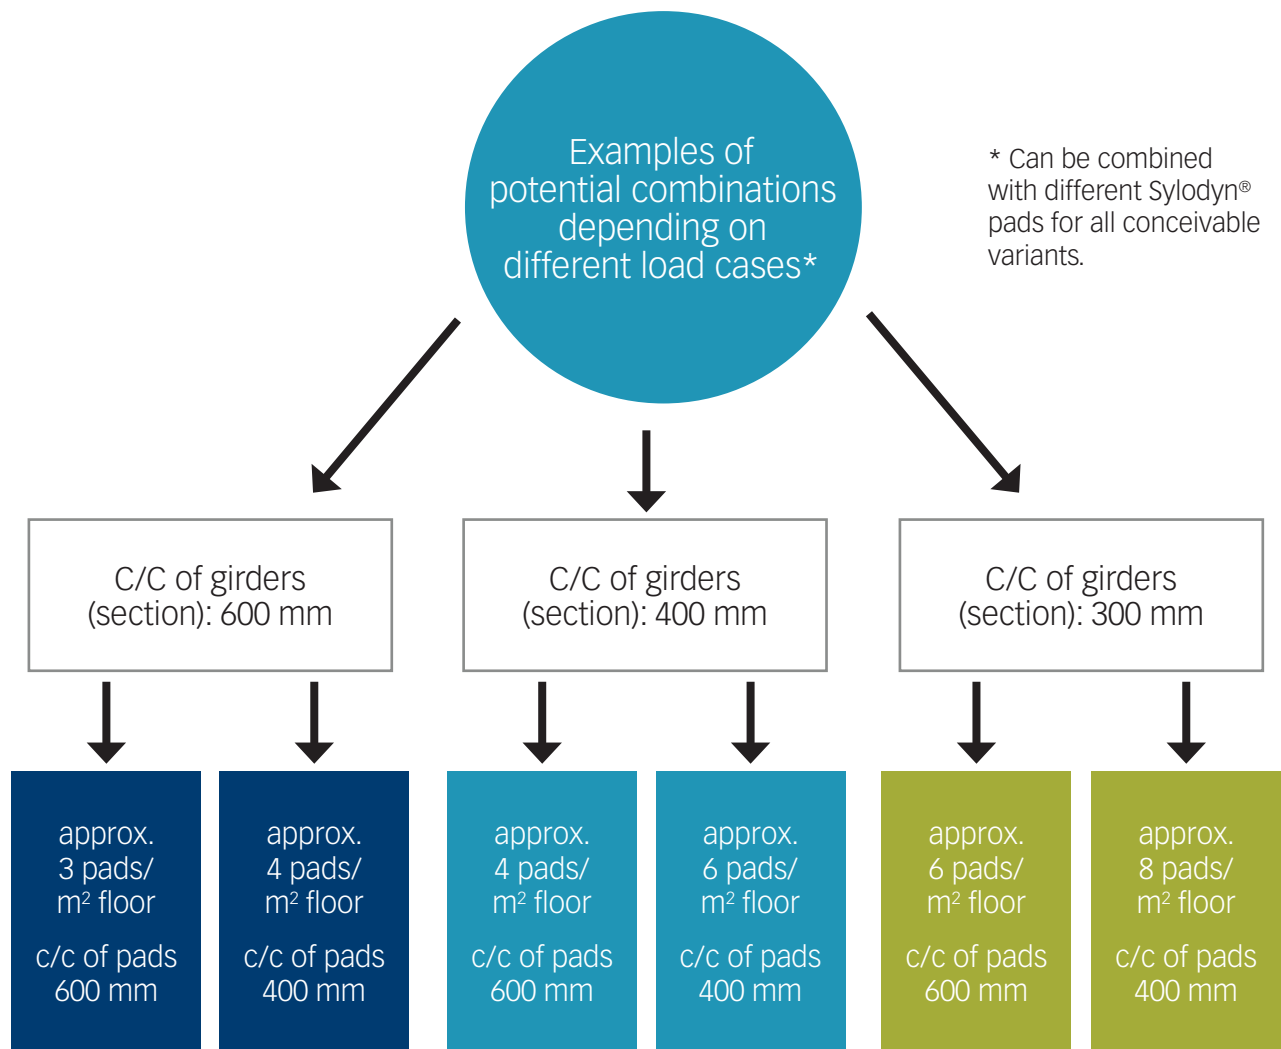 Examples of
potential combinations
depending on
different load cases*
* Can be combined
with different Sylodyn®
pads for all conceivable
variants.
C/C of girders
(section): 600 mm
C/C of girders
(section): 400 mm
C/C of girders
(section): 300 mm
approx.
3 pads/
m² floor
c/c of pads
600 mm
approx.
4 pads/
m² floor
c/c of pads
400 mm
approx.
4 pads/
m² floor
c/c of pads
600 mm
approx.
6 pads/
m² floor
c/c of pads
400 mm
approx.
6 pads/
m² floor
c/c of pads
600 mm
approx.
8 pads/
m² floor
c/c of pads
400 mm